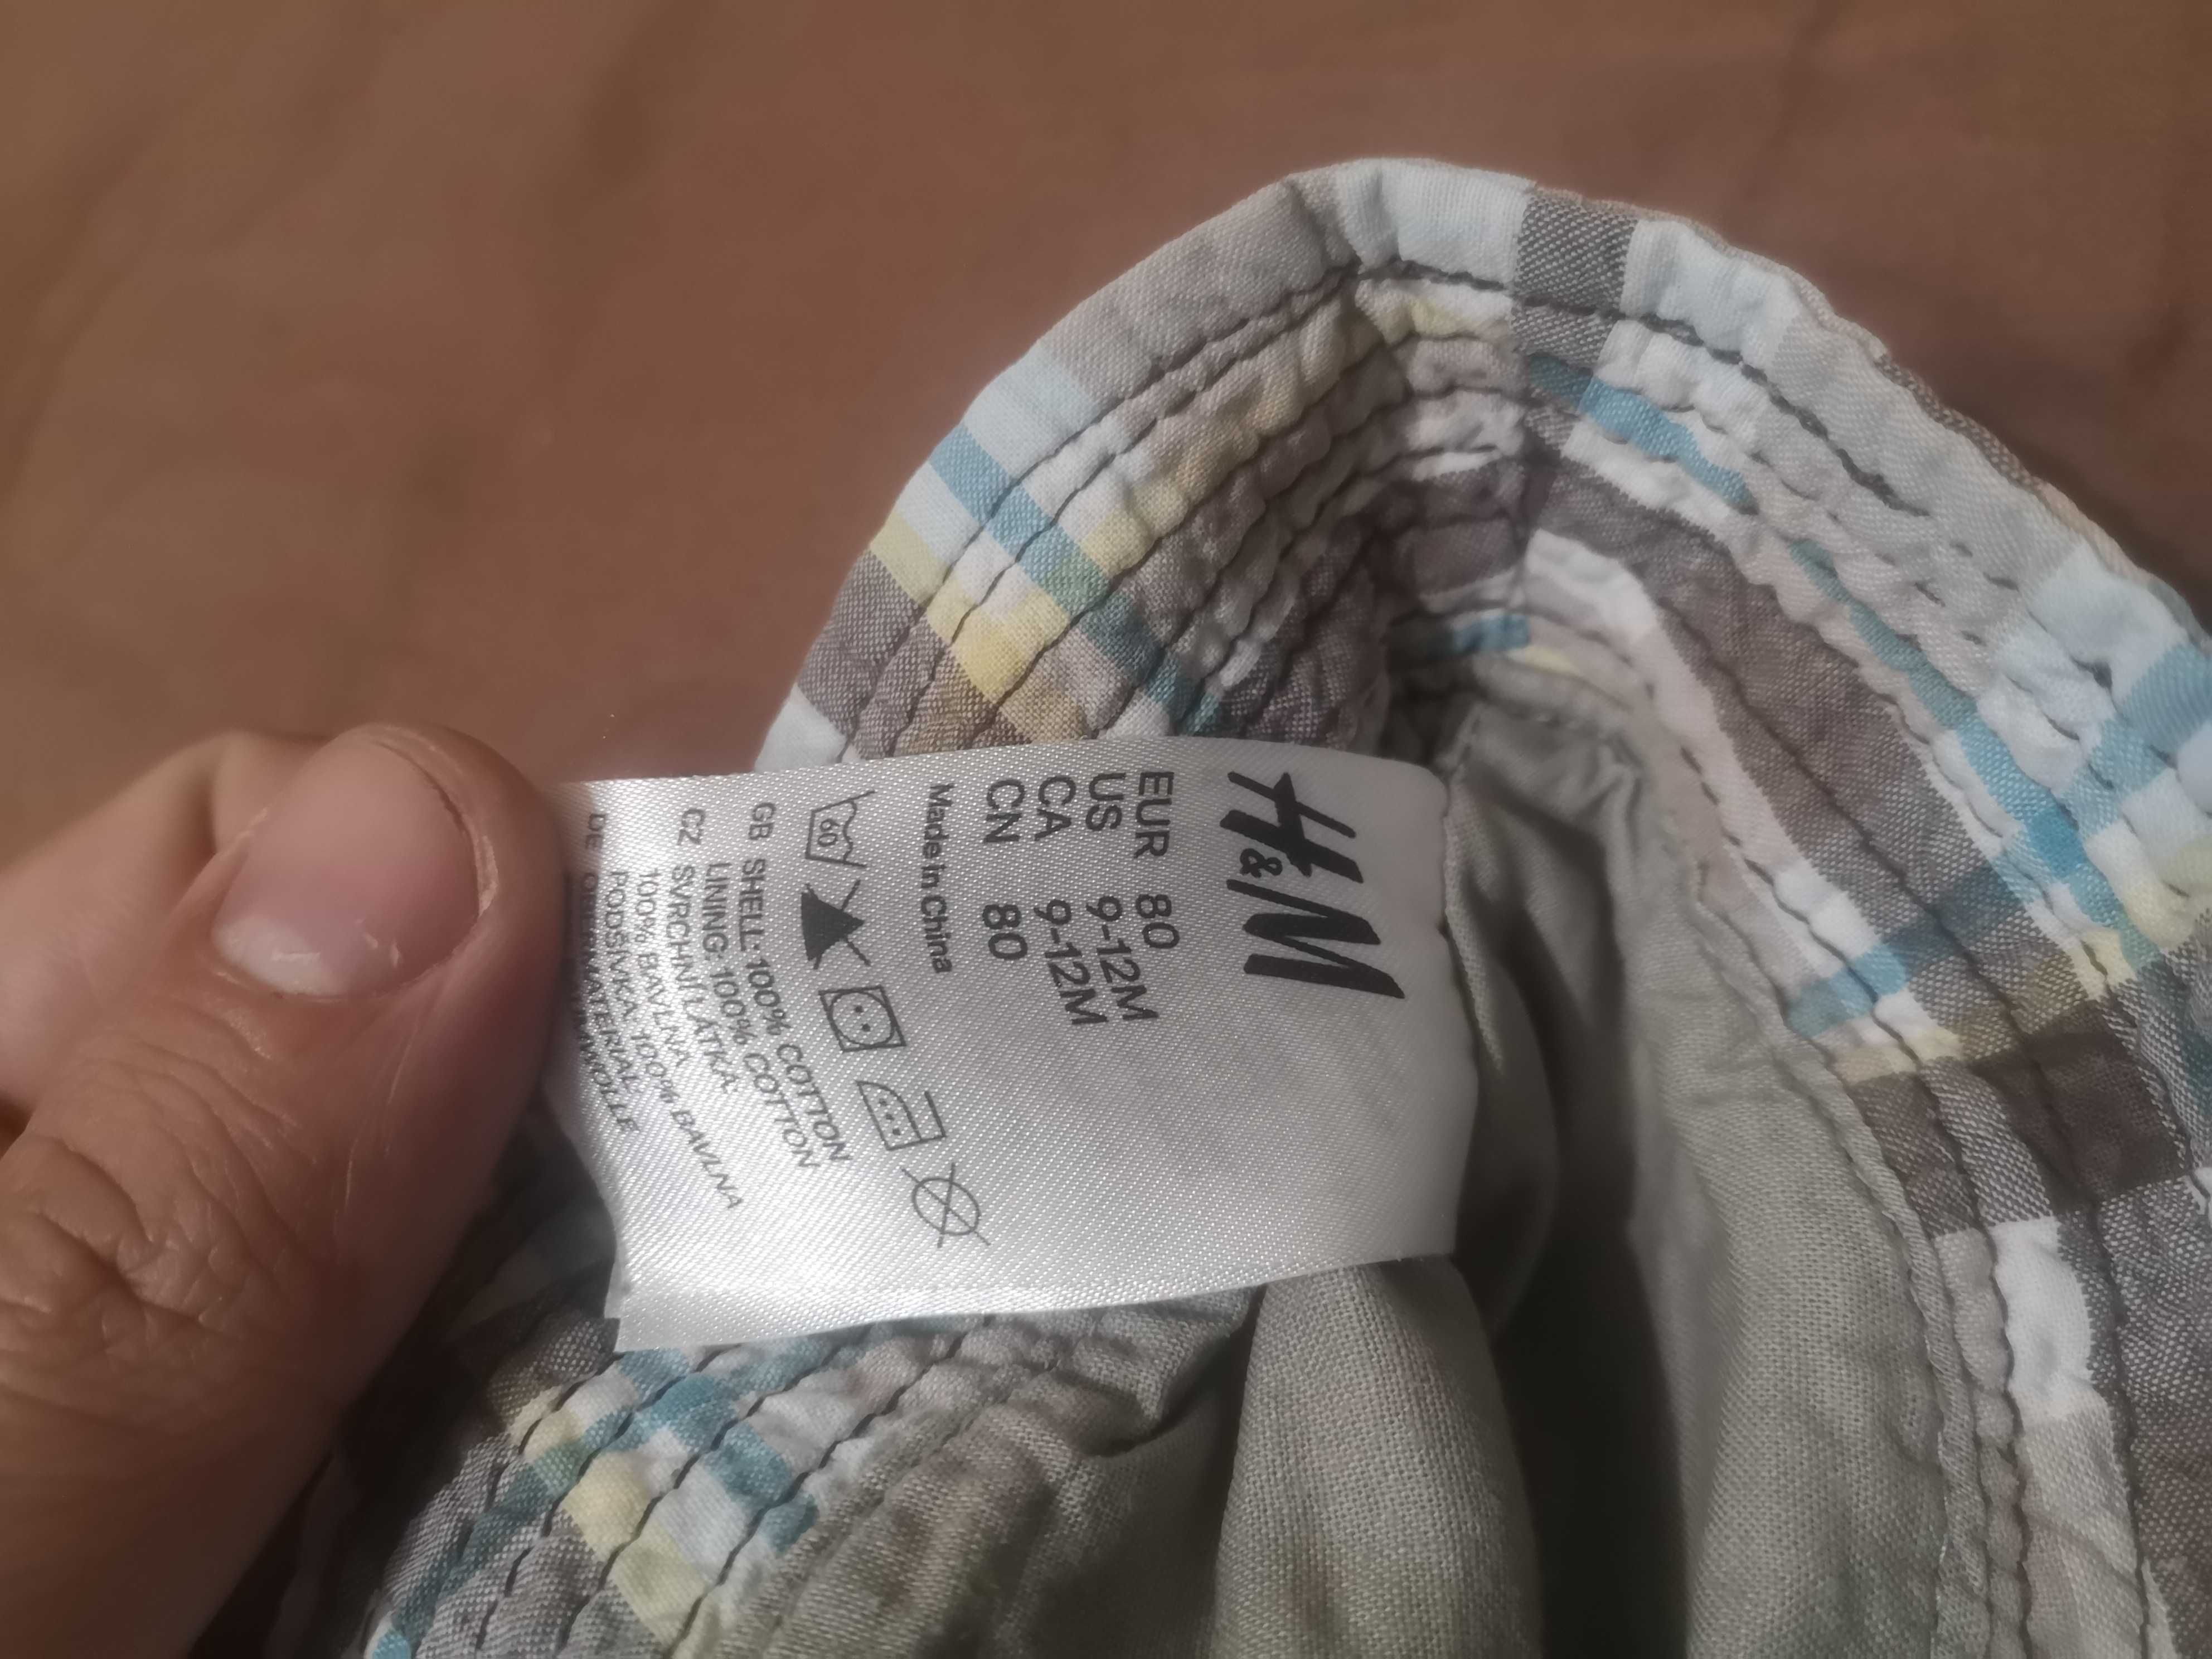 H&M
EUR 80
US 9-12M
CA 9-12M
CN 80
Made in China
60
GB SHELL: 100% COTTON
LINING: 100% COTTON
CZ SVRCHNÍ LÁTKA:
100% BAVLNA
PODŠÍVKA: 100% BAVLNA
DE